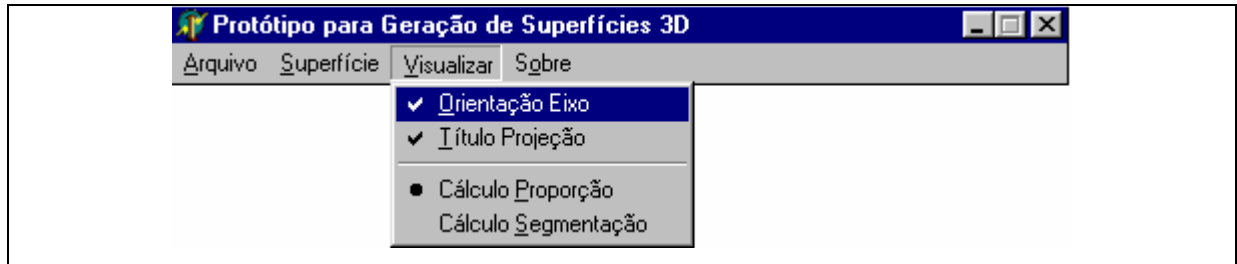 Protótipo para Geração de Superfícies 3D
Arquivo Superfície Visualizar Sobre
Orientação Eixo
Título Projeção
Cálculo Proporção
Cálculo Segmentação